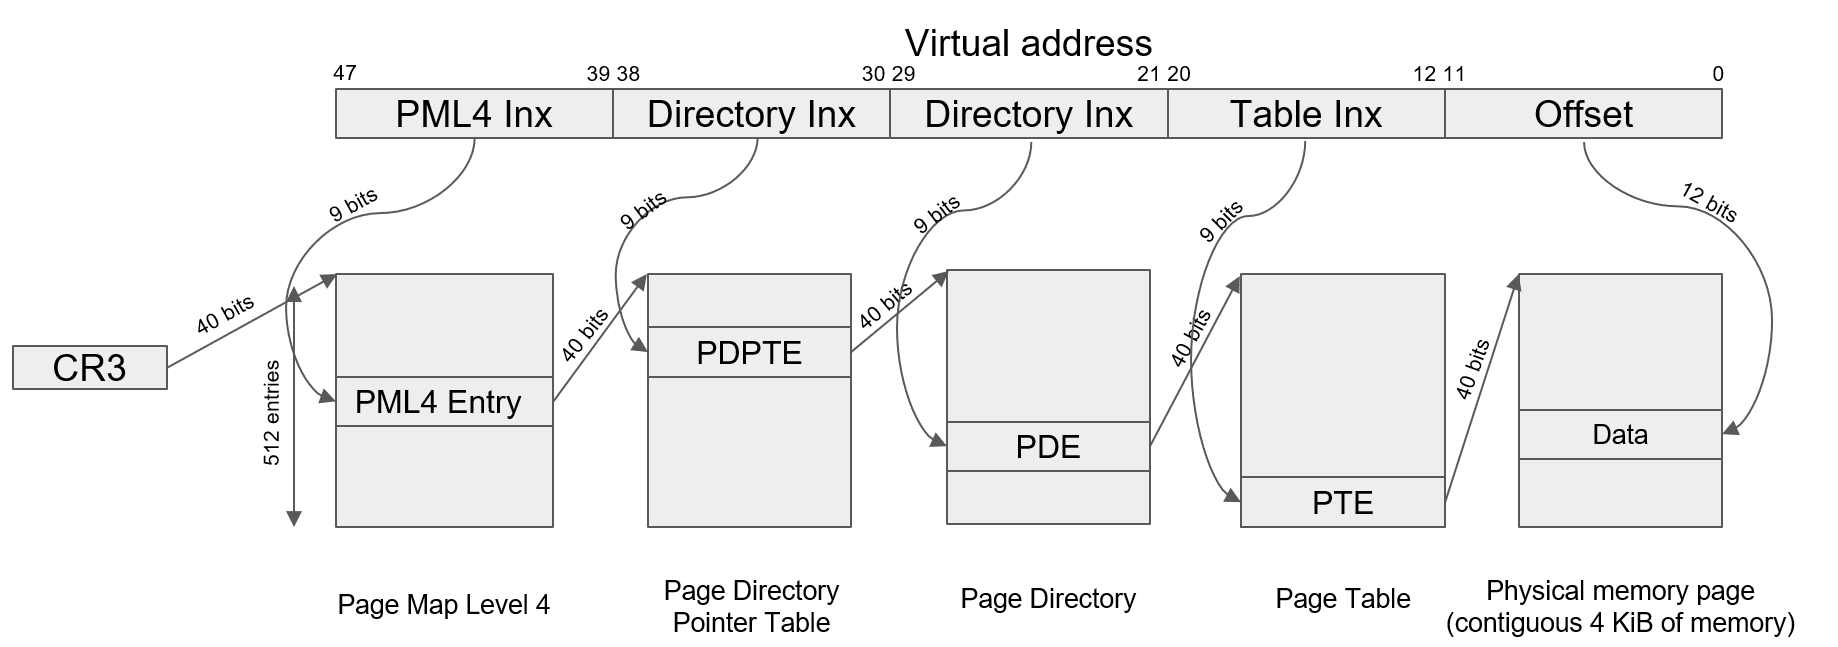 Virtual address
47 39 38 30 29 21 20 12 11 0
PML4 Inx Directory Inx Directory Inx Table Inx Offset
9 bits 9 bits 9 bits 9 bits 12 bits
40 bits 40 bits 40 bits 40 bits 40 bits
CR3
512 entries
PML4 Entry
PDPTE
PDE
PTE
Data
Page Map Level 4
Page Directory
Pointer Table
Page Directory
Page Table
Physical memory page
(contiguous 4 KiB of memory)